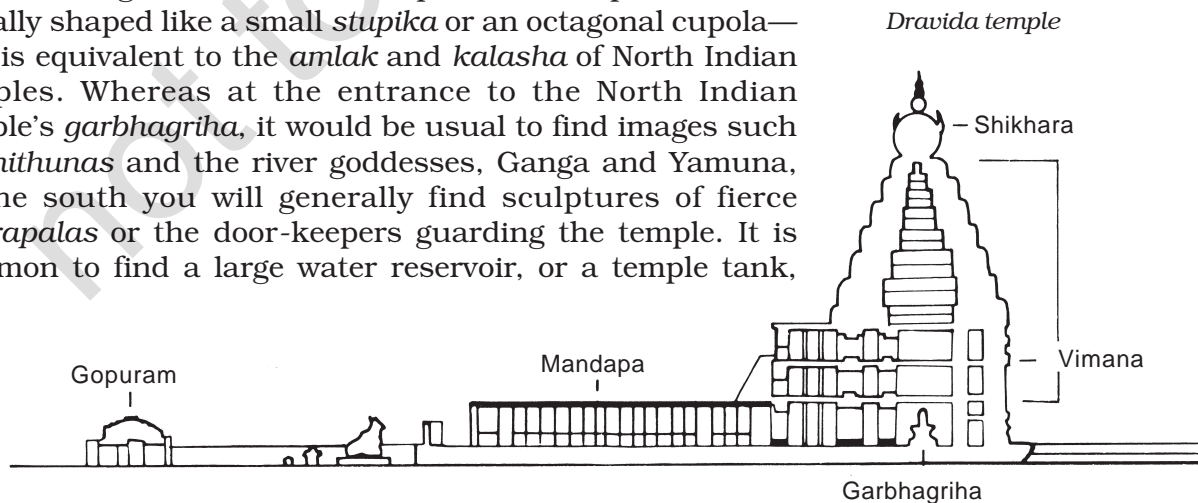 ally shaped like a small stupika or an octagonal cupola—
is equivalent to the amlak and kalasha of North Indian
ples. Whereas at the entrance to the North Indian
ple's garbhagriha, it would be usual to find images such
nithunas and the river goddesses, Ganga and Yamuna,
ne south you will generally find sculptures of fierce
rapalas or the door-keepers guarding the temple. It is
mon to find a large water reservoir, or a temple tank,
Dravida temple
Shikhara
Vimana
Mandapa
Gopuram
Garbhagriha
not to